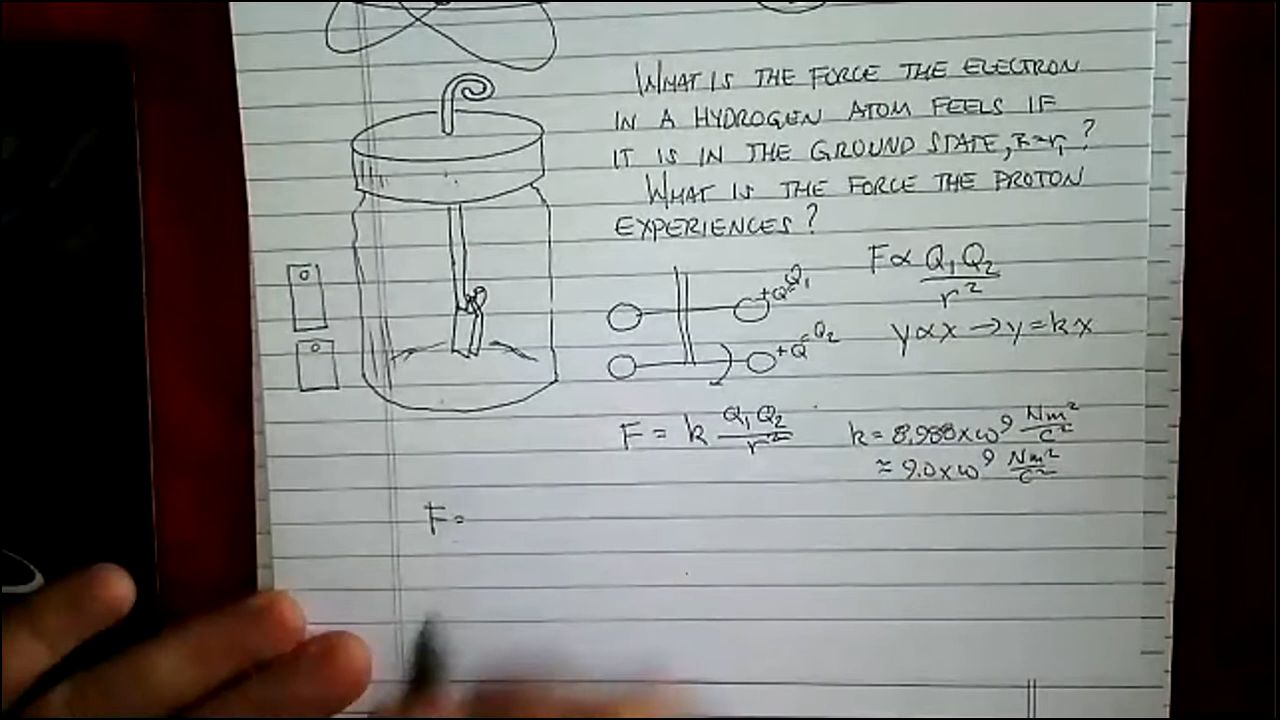 WHAT IS THE FORCE THE ELECTRON
IN A HYDROGEN ATOM FEELS IF
IT IS IN THE GROUND STATE, ?
WHAT IS THE FORCE THE PROTON
EXPERIENCES?
F ∝ Q₁Q₂/r²
y ∝ x → y = kx
+Q = Q₁
+Q = Q₂
F = k Q₁Q₂/r²
k = 8.988 x 10⁹ Nm²/C²
≈ 9.0 x 10⁹ Nm²/C²
F =